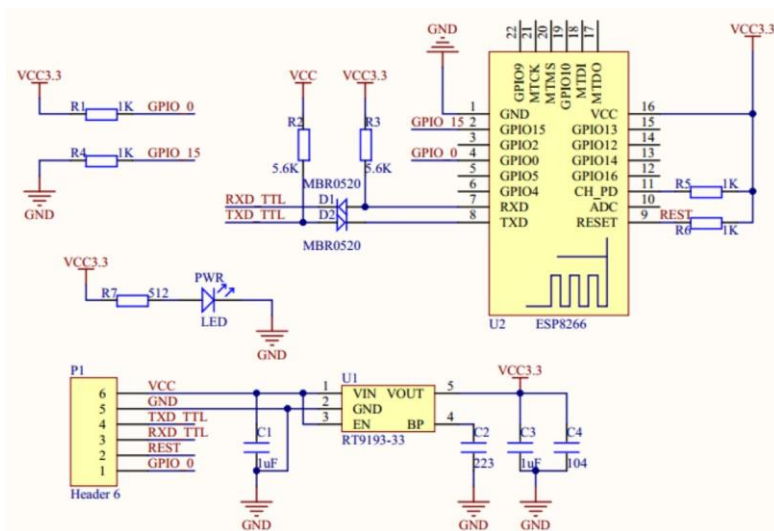 VCC3.3
R1 1K GPIO_0
R4 1K GPIO_15
GND
VCC VCC3.3
R2 R3
5.6K 5.6K
MBR0520
RXD_TTL D1
TXD_TTL D2
MBR0520
GND
GPIO_15
GPIO_0
22 21 20 19 18 17
GPIO9 MTCK MTMS GPIO10 MTDI MTDO
1 GND VCC 16
2 GPIO15 GPIO13 15
3 GPIO2 GPIO12 14
4 GPIO0 GPIO14 13
5 GPIO5 GPIO16 12
6 GPIO4 CH_PD 11
7 RXD ADC 10
8 TXD RESET 9
U2 ESP8266
VCC3.3
R5 1K
REST
R6 1K
VCC3.3
R7 512
PWR
LED
GND
P1
6 VCC
5 GND
4 TXD_TTL
3 RXD_TTL
2 REST
1 GPIO_0
Header 6
U1
1 VIN VOUT 5
2 GND
3 EN BP 4
RT9193-33
C1
1uF
GND
C2
223
GND
VCC3.3
C3 C4
1uF 104
GND